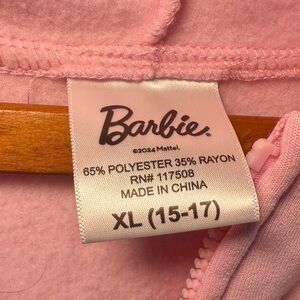 Barbie.
©2024 Mattel.
65% POLYESTER 35% RAYON
RN# 117508
MADE IN CHINA
XL (15-17)